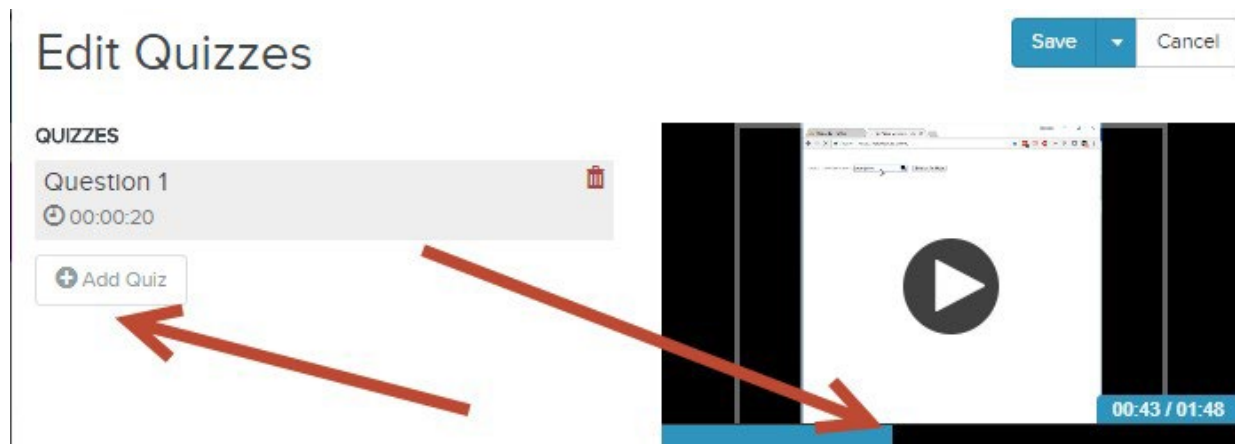 Edit Quizzes
Save
Cancel
QUIZZES
Question 1
00:00:20
Add Quiz
00:43 / 01:48